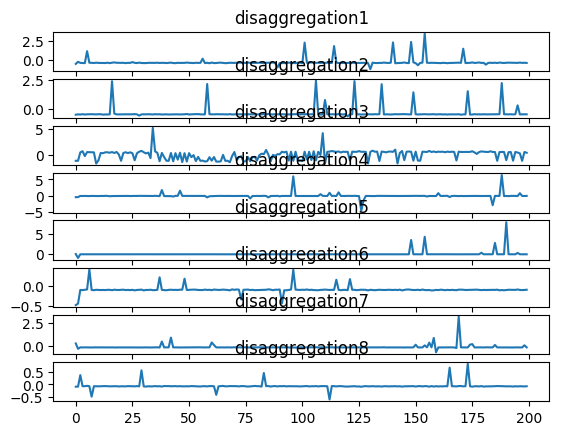 disaggregation1
2.5
0.0
disaggregation2
2.5
0.0
disaggregation3
5
0
disaggregation4
5
0
−5
disaggregation5
5
0
disaggregation6
0.0
−0.5
disaggregation7
2.5
0.0
disaggregation8
0.5
0.0
−0.5
0 25 50 75 100 125 150 175 200